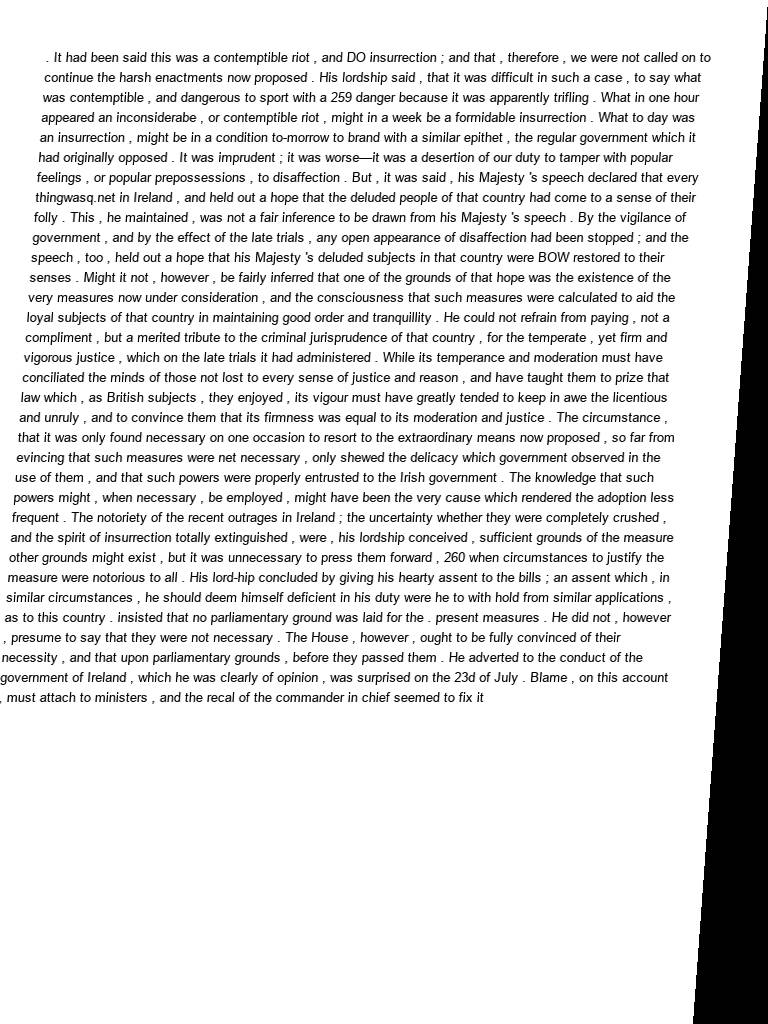 . It had been said this was a contemptible riot , and DO insurrection ; and that , therefore , we were not called on to
continue the harsh enactments now proposed . His lordship said , that it was difficult in such a case , to say what
was contemptible , and dangerous to sport with a 259 danger because it was apparently trifling . What in one hour
appeared an inconsiderabe , or contemptible riot , might in a week be a formidable insurrection . What to day was
an insurrection , might be in a condition to-morrow to brand with a similar epithet , the regular government which it
had originally opposed . It was imprudent ; it was worse—it was a desertion of our duty to tamper with popular
feelings , or popular prepossessions , to disaffection . But , it was said , his Majesty 's speech declared that every
thingwasq.net in Ireland , and held out a hope that the deluded people of that country had come to a sense of their
folly . This , he maintained , was not a fair inference to be drawn from his Majesty 's speech . By the vigilance of
government , and by the effect of the late trials , any open appearance of disaffection had been stopped ; and the
speech , too , held out a hope that his Majesty 's deluded subjects in that country were BOW restored to their
senses . Might it not , however , be fairly inferred that one of the grounds of that hope was the existence of the
very measures now under consideration , and the consciousness that such measures were calculated to aid the
loyal subjects of that country in maintaining good order and tranquillity . He could not refrain from paying , not a
compliment , but a merited tribute to the criminal jurisprudence of that country , for the temperate , yet firm and
vigorous justice , which on the late trials it had administered . While its temperance and moderation must have
conciliated the minds of those not lost to every sense of justice and reason , and have taught them to prize that
law which , as British subjects , they enjoyed , its vigour must have greatly tended to keep in awe the licentious
and unruly , and to convince them that its firmness was equal to its moderation and justice . The circumstance ,
that it was only found necessary on one occasion to resort to the extraordinary means now proposed , so far from
evincing that such measures were net necessary , only shewed the delicacy which government observed in the
use of them , and that such powers were properly entrusted to the Irish government . The knowledge that such
powers might , when necessary , be employed , might have been the very cause which rendered the adoption less
frequent . The notoriety of the recent outrages in Ireland ; the uncertainty whether they were completely crushed ,
and the spirit of insurrection totally extinguished , were , his lordship conceived , sufficient grounds of the measure
other grounds might exist , but it was unnecessary to press them forward , 260 when circumstances to justify the
measure were notorious to all . His lord-hip concluded by giving his hearty assent to the bills ; an assent which , in
similar circumstances , he should deem himself deficient in his duty were he to with hold from similar applications ,
as to this country . insisted that no parliamentary ground was laid for the . present measures . He did not , however
, presume to say that they were not necessary . The House , however , ought to be fully convinced of their
necessity , and that upon parliamentary grounds , before they passed them . He adverted to the conduct of the
government of Ireland , which he was clearly of opinion , was surprised on the 23d of July . Blame , on this account
, must attach to ministers , and the recal of the commander in chief seemed to fix it